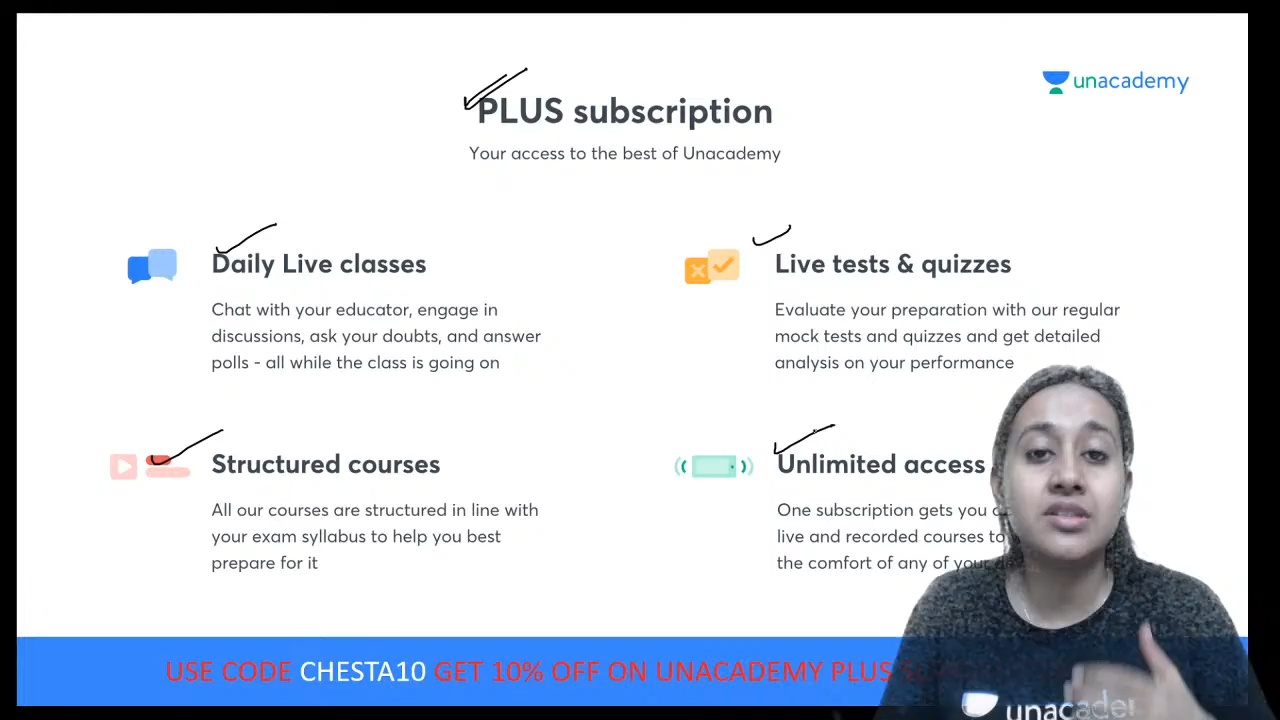 unacademy
PLUS subscription
Your access to the best of Unacademy
Daily Live classes
Chat with your educator, engage in
discussions, ask your doubts, and answer
polls - all while the class is going on
Live tests & quizzes
Evaluate your preparation with our regular
mock tests and quizzes and get detailed
analysis on your performance
Structured courses
All our courses are structured in line with
your exam syllabus to help you best
prepare for it
Unlimited access
One subscription gets you
live and recorded courses to
the comfort of any of your
USE CODE CHESTA10 GET 10% OFF ON UNACADEMY PLUS